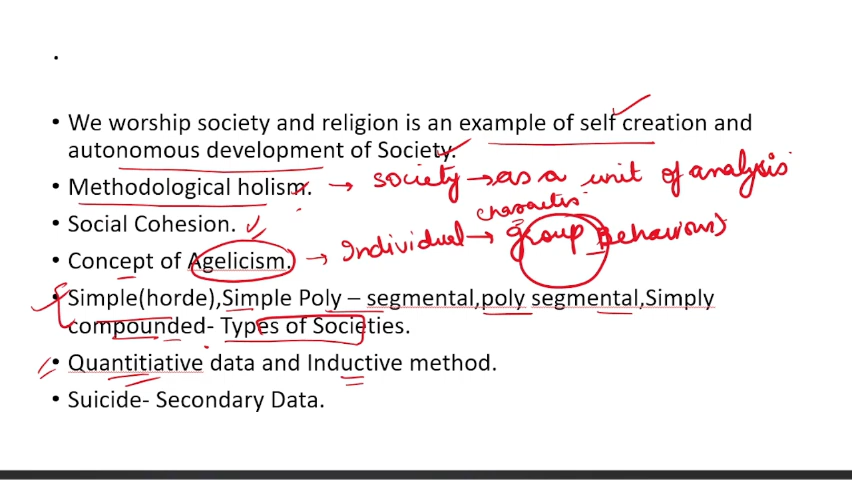 .
• We worship society and religion is an example of self creation and
autonomous development of Society.
• Methodological holism. → society → as a unit of analysis
• Social Cohesion.
charactis
• Concept of Agelicism. → Individual → group Behaviour
• Simple(horde),Simple Poly – segmental,poly segmental,Simply
compounded- Types of Societies.
• Quantitiative data and Inductive method.
• Suicide- Secondary Data.